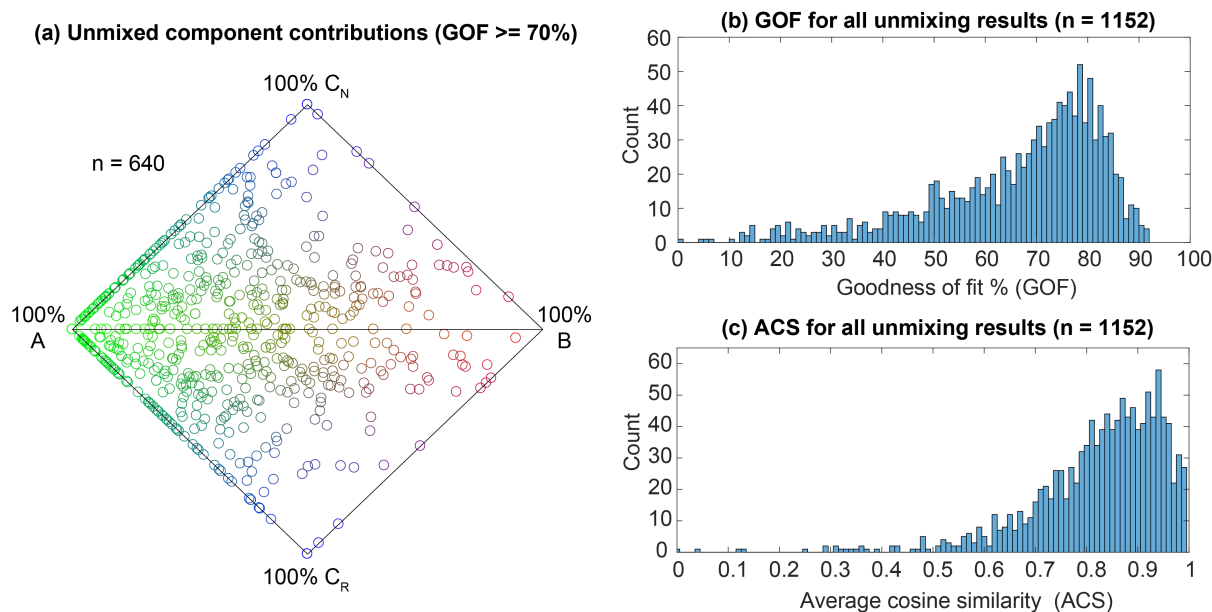 (a) Unmixed component contributions (GOF >= 70%)
100% C_N
n = 640
100%
A
100%
B
100% C_R
(b) GOF for all unmixing results (n = 1152)
Count
60
50
40
30
20
10
0
0 10 20 30 40 50 60 70 80 90 100
Goodness of fit % (GOF)
(c) ACS for all unmixing results (n = 1152)
Count
60
50
40
30
20
10
0
0 0.1 0.2 0.3 0.4 0.5 0.6 0.7 0.8 0.9 1
Average cosine similarity (ACS)